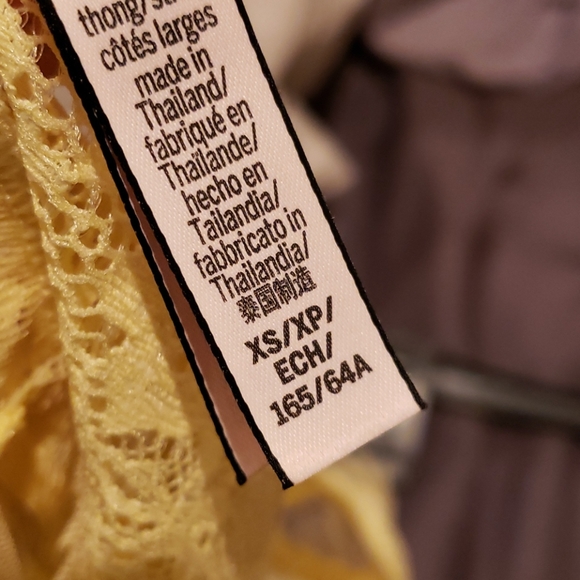 thong/
côtés larges
made in
Thailand/
fabriqué en
Thaïlande/
hecho en
Tailandia/
fabbricato in
Thailandia/
泰国制造
XS/XP/
ECH/
165/64A